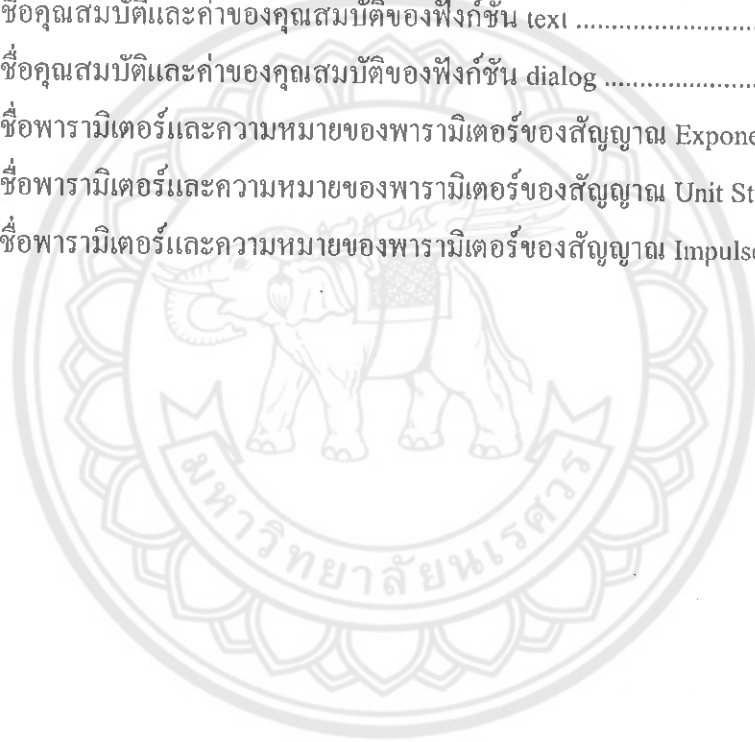 ชื่อคุณสมบัติและค่าของคุณสมบัติของฟังก์ชัน text ........................
ชื่อคุณสมบัติและค่าของคุณสมบัติของฟังก์ชัน dialog .....................
ชื่อพารามิเตอร์และความหมายของพารามิเตอร์ของสัญญาณ Expone
ชื่อพารามิเตอร์และความหมายของพารามิเตอร์ของสัญญาณ Unit St
ชื่อพารามิเตอร์และความหมายของพารามิเตอร์ของสัญญาณ Impulse
มหาวิทยาลัยนเรศวร